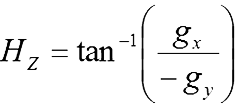 H_Z = tan⁻¹(g_x / −g_y)